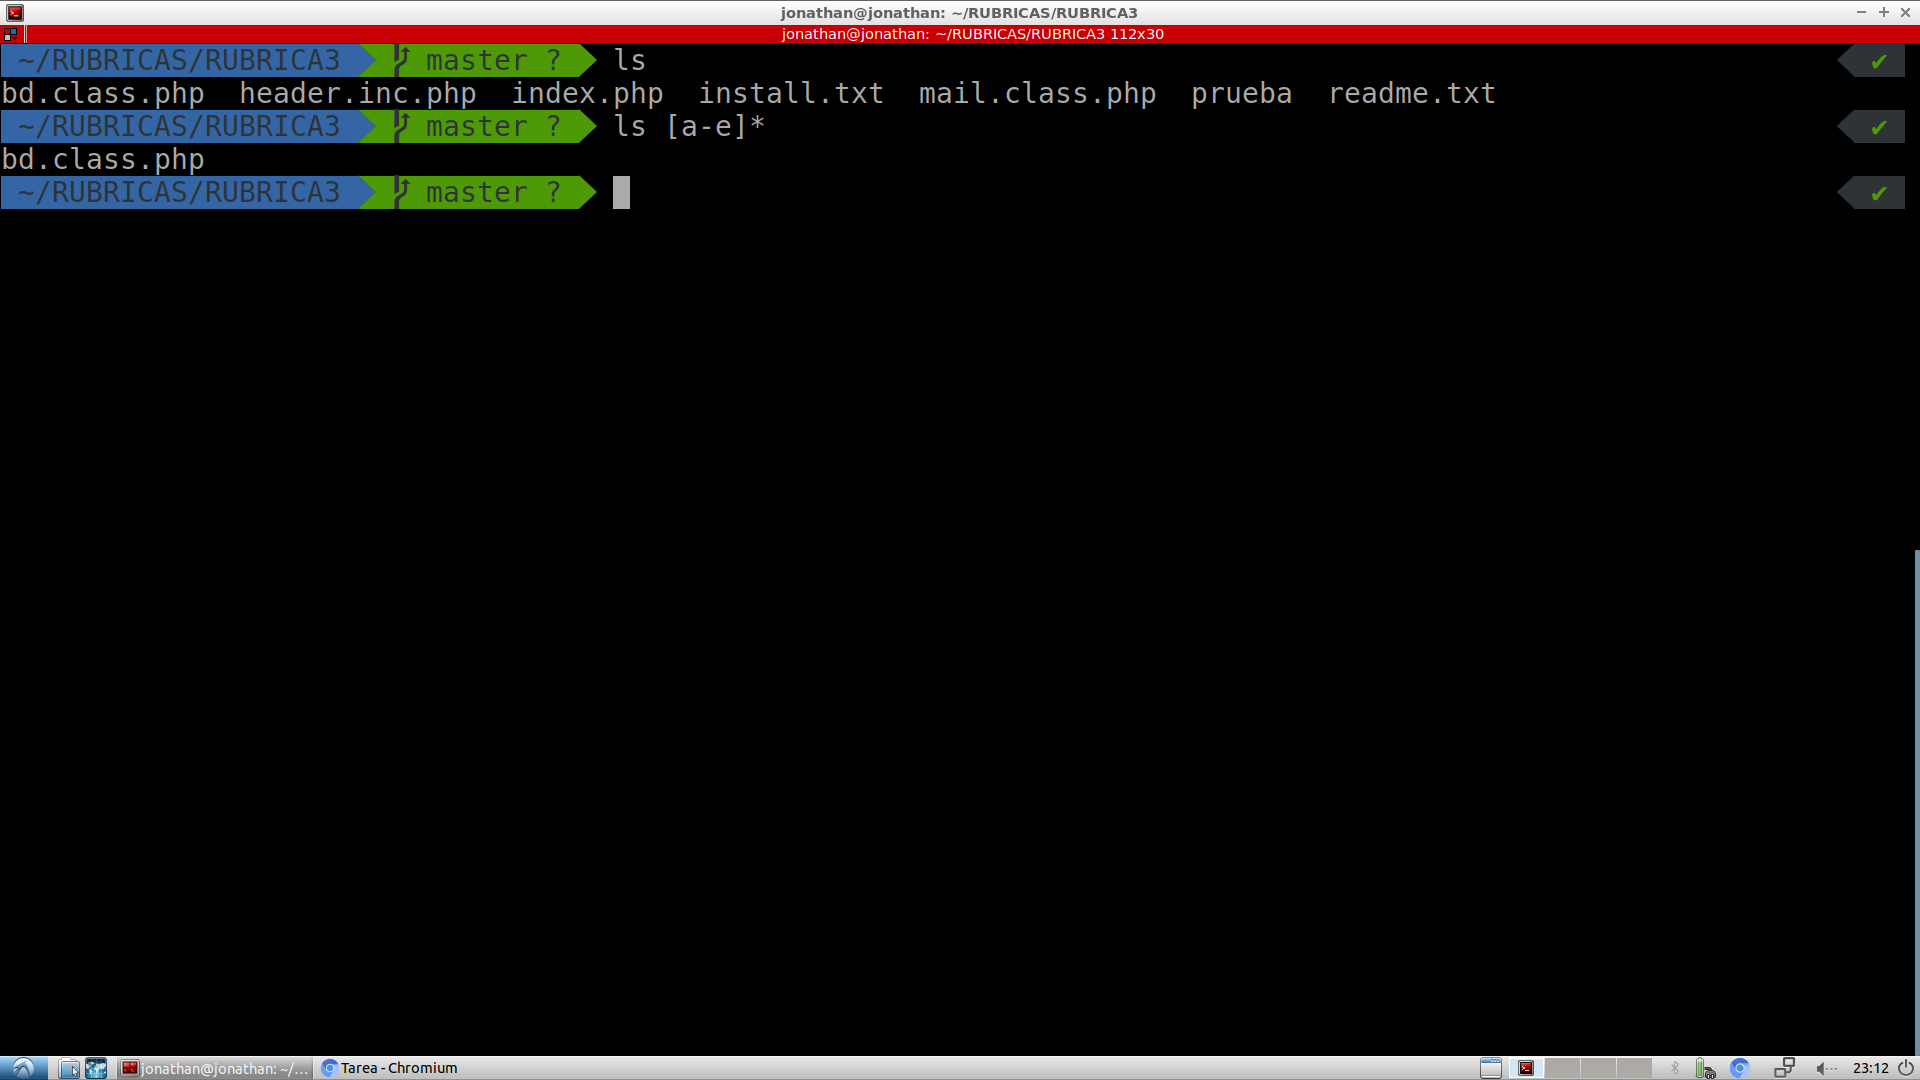 jonathan@jonathan: ~/RUBRICAS/RUBRICA3
jonathan@jonathan: ~/RUBRICAS/RUBRICA3 112x30
~/RUBRICAS/RUBRICA3 master ? ls ✔
bd.class.php header.inc.php index.php install.txt mail.class.php prueba readme.txt
~/RUBRICAS/RUBRICA3 master ? ls [a-e]* ✔
bd.class.php
~/RUBRICAS/RUBRICA3 master ? ✔
jonathan@jonathan: ~/... Tarea - Chromium 23:12